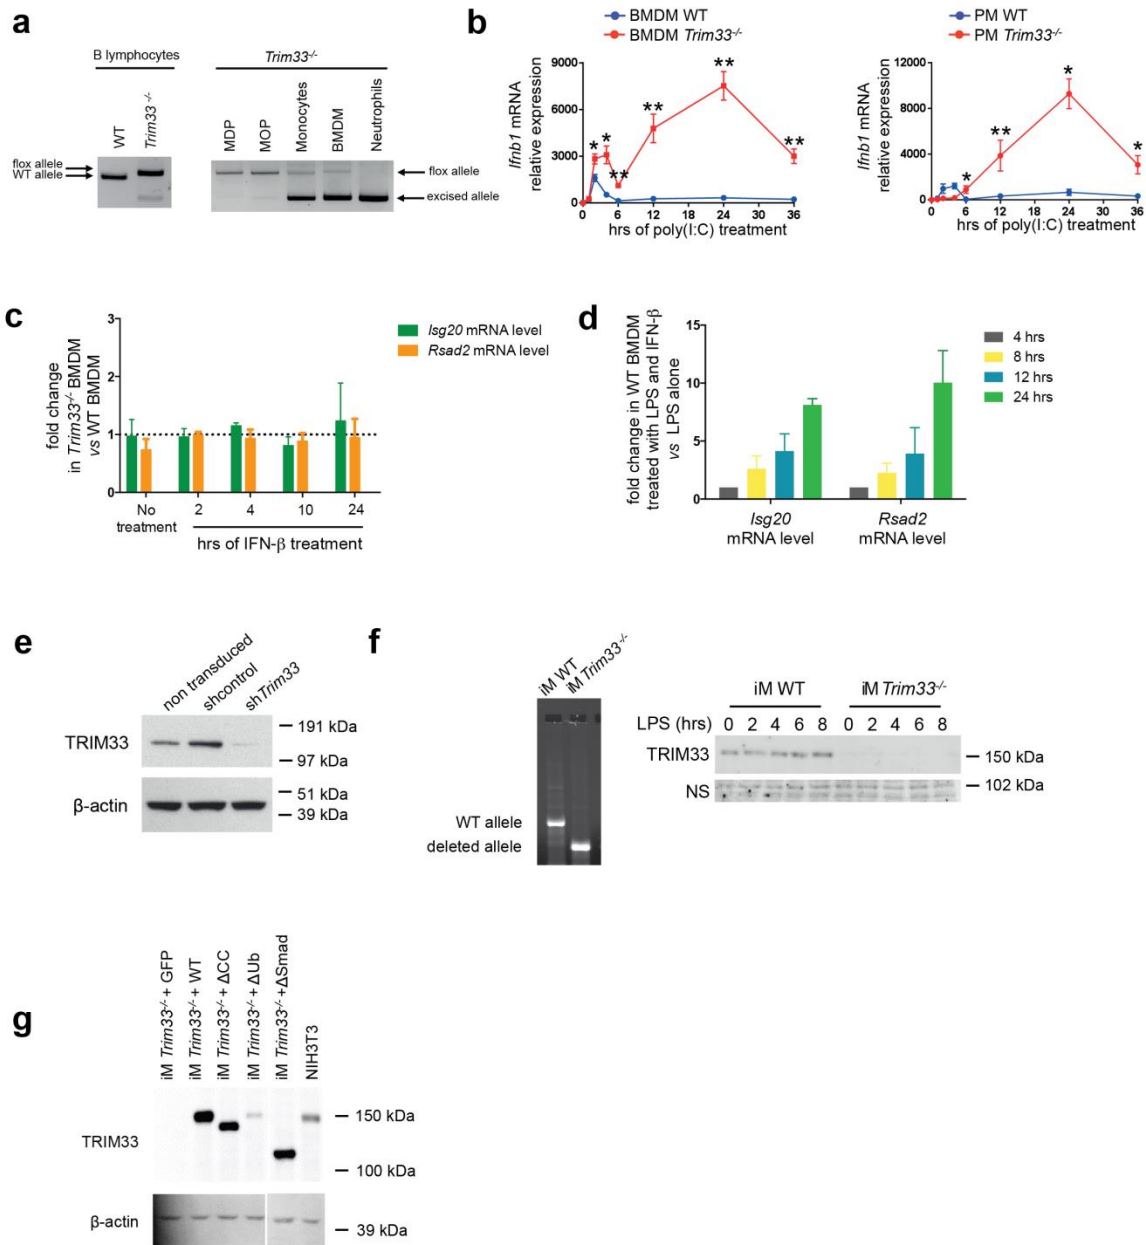 a
B lymphocytes
WT
Trim33 -/-
flox allele
WT allele
Trim33-/-
MDP
MOP
Monocytes
BMDM
Neutrophils
flox allele
excised allele
b
BMDM WT
BMDM Trim33-/-
Ifnb1 mRNA
relative expression
9000
6000
3000
0
0 6 12 18 24 30 36
** ** ** ** * *
hrs of poly(I:C) treatment
PM WT
PM Trim33-/-
Ifnb1 mRNA
relative expression
12000
8000
4000
0
0 6 12 18 24 30 36
* ** * *
hrs of poly(I:C) treatment
c
fold change
in Trim33-/- BMDM
vs WT BMDM
3
2
1
0
Isg20 mRNA level
Rsad2 mRNA level
No
treatment
2 4 10 24
hrs of IFN-β treatment
d
fold change in WT BMDM
treated with LPS and IFN-β
vs LPS alone
15
10
5
0
4 hrs
8 hrs
12 hrs
24 hrs
Isg20
mRNA level
Rsad2
mRNA level
e
non transduced
shcontrol
shTrim33
TRIM33
191 kDa
97 kDa
β-actin
51 kDa
39 kDa
f
iM WT
iM Trim33-/-
WT allele
deleted allele
iM WT
iM Trim33-/-
LPS (hrs) 0 2 4 6 8 0 2 4 6 8
TRIM33
150 kDa
NS
102 kDa
g
iM Trim33-/- + GFP
iM Trim33-/- + WT
iM Trim33-/- + ΔCC
iM Trim33-/- + ΔUb
iM Trim33-/- +ΔSmad
NIH3T3
TRIM33
150 kDa
100 kDa
β-actin
39 kDa